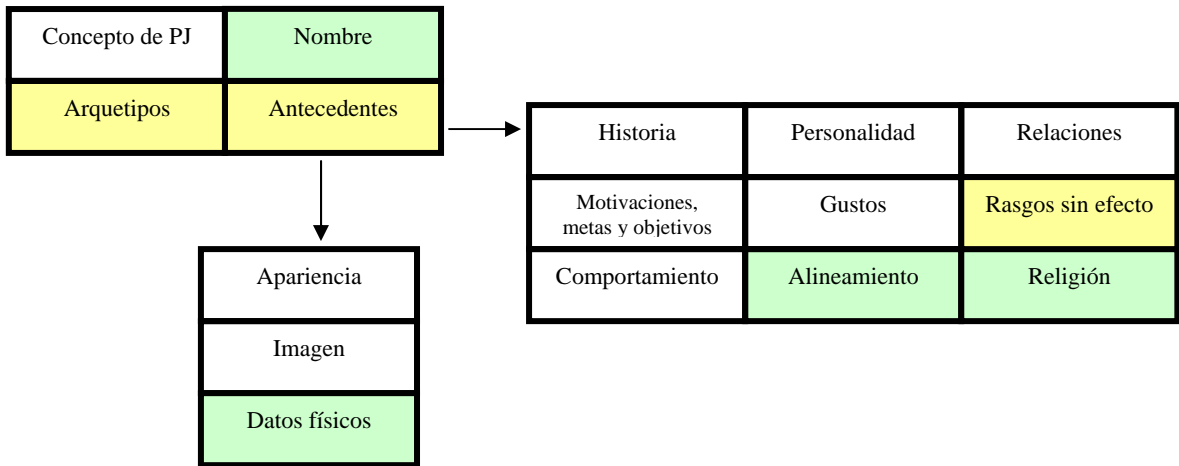 Concepto de PJ
Nombre
Arquetipos
Antecedentes
Historia
Personalidad
Relaciones
Motivaciones,
metas y objetivos
Gustos
Rasgos sin efecto
Comportamiento
Alineamiento
Religión
Apariencia
Imagen
Datos físicos